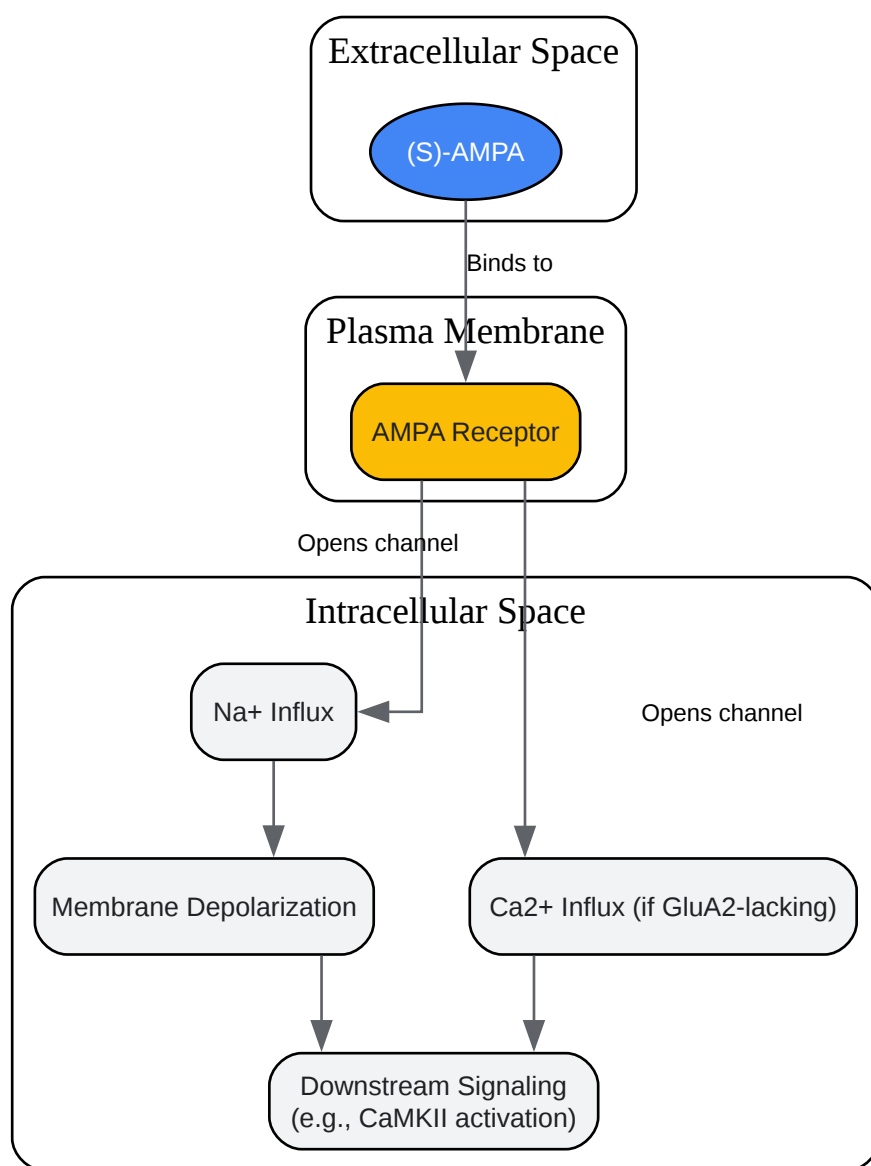 Extracellular Space
(S)-AMPA
Binds to
Plasma Membrane
AMPA Receptor
Opens channel
Intracellular Space
Na+ Influx
Opens channel
Membrane Depolarization
Ca2+ Influx (if GluA2-lacking)
Downstream Signaling
(e.g., CaMKII activation)